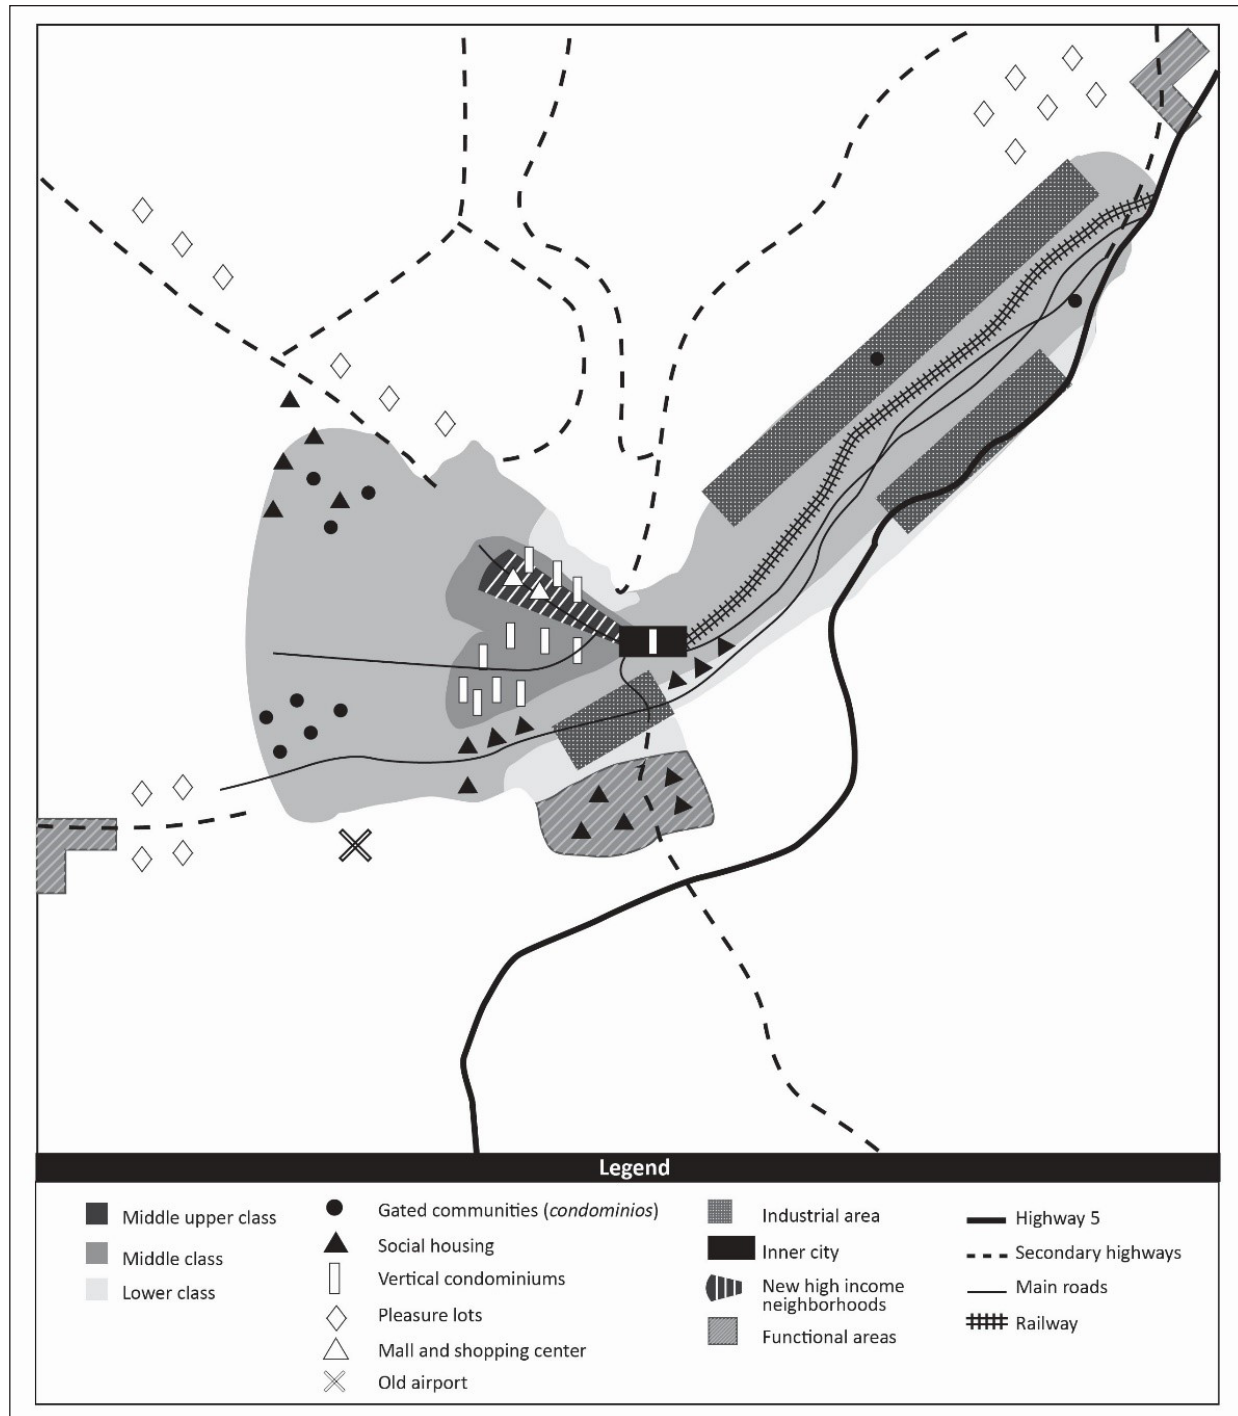 Legend
Middle upper class
Middle class
Lower class
Gated communities (condominios)
Social housing
Vertical condominiums
Pleasure lots
Mall and shopping center
Old airport
Industrial area
Inner city
New high income
neighborhoods
Functional areas
Highway 5
Secondary highways
Main roads
Railway